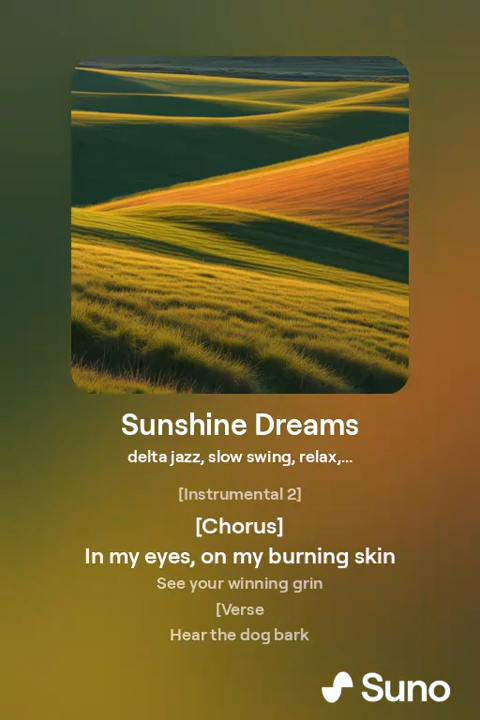 Sunshine Dreams
delta jazz, slow swing, relax,...
[Instrumental 2]
[Chorus]
In my eyes, on my burning skin
See your winning grin
[Verse
Hear the dog bark
Suno